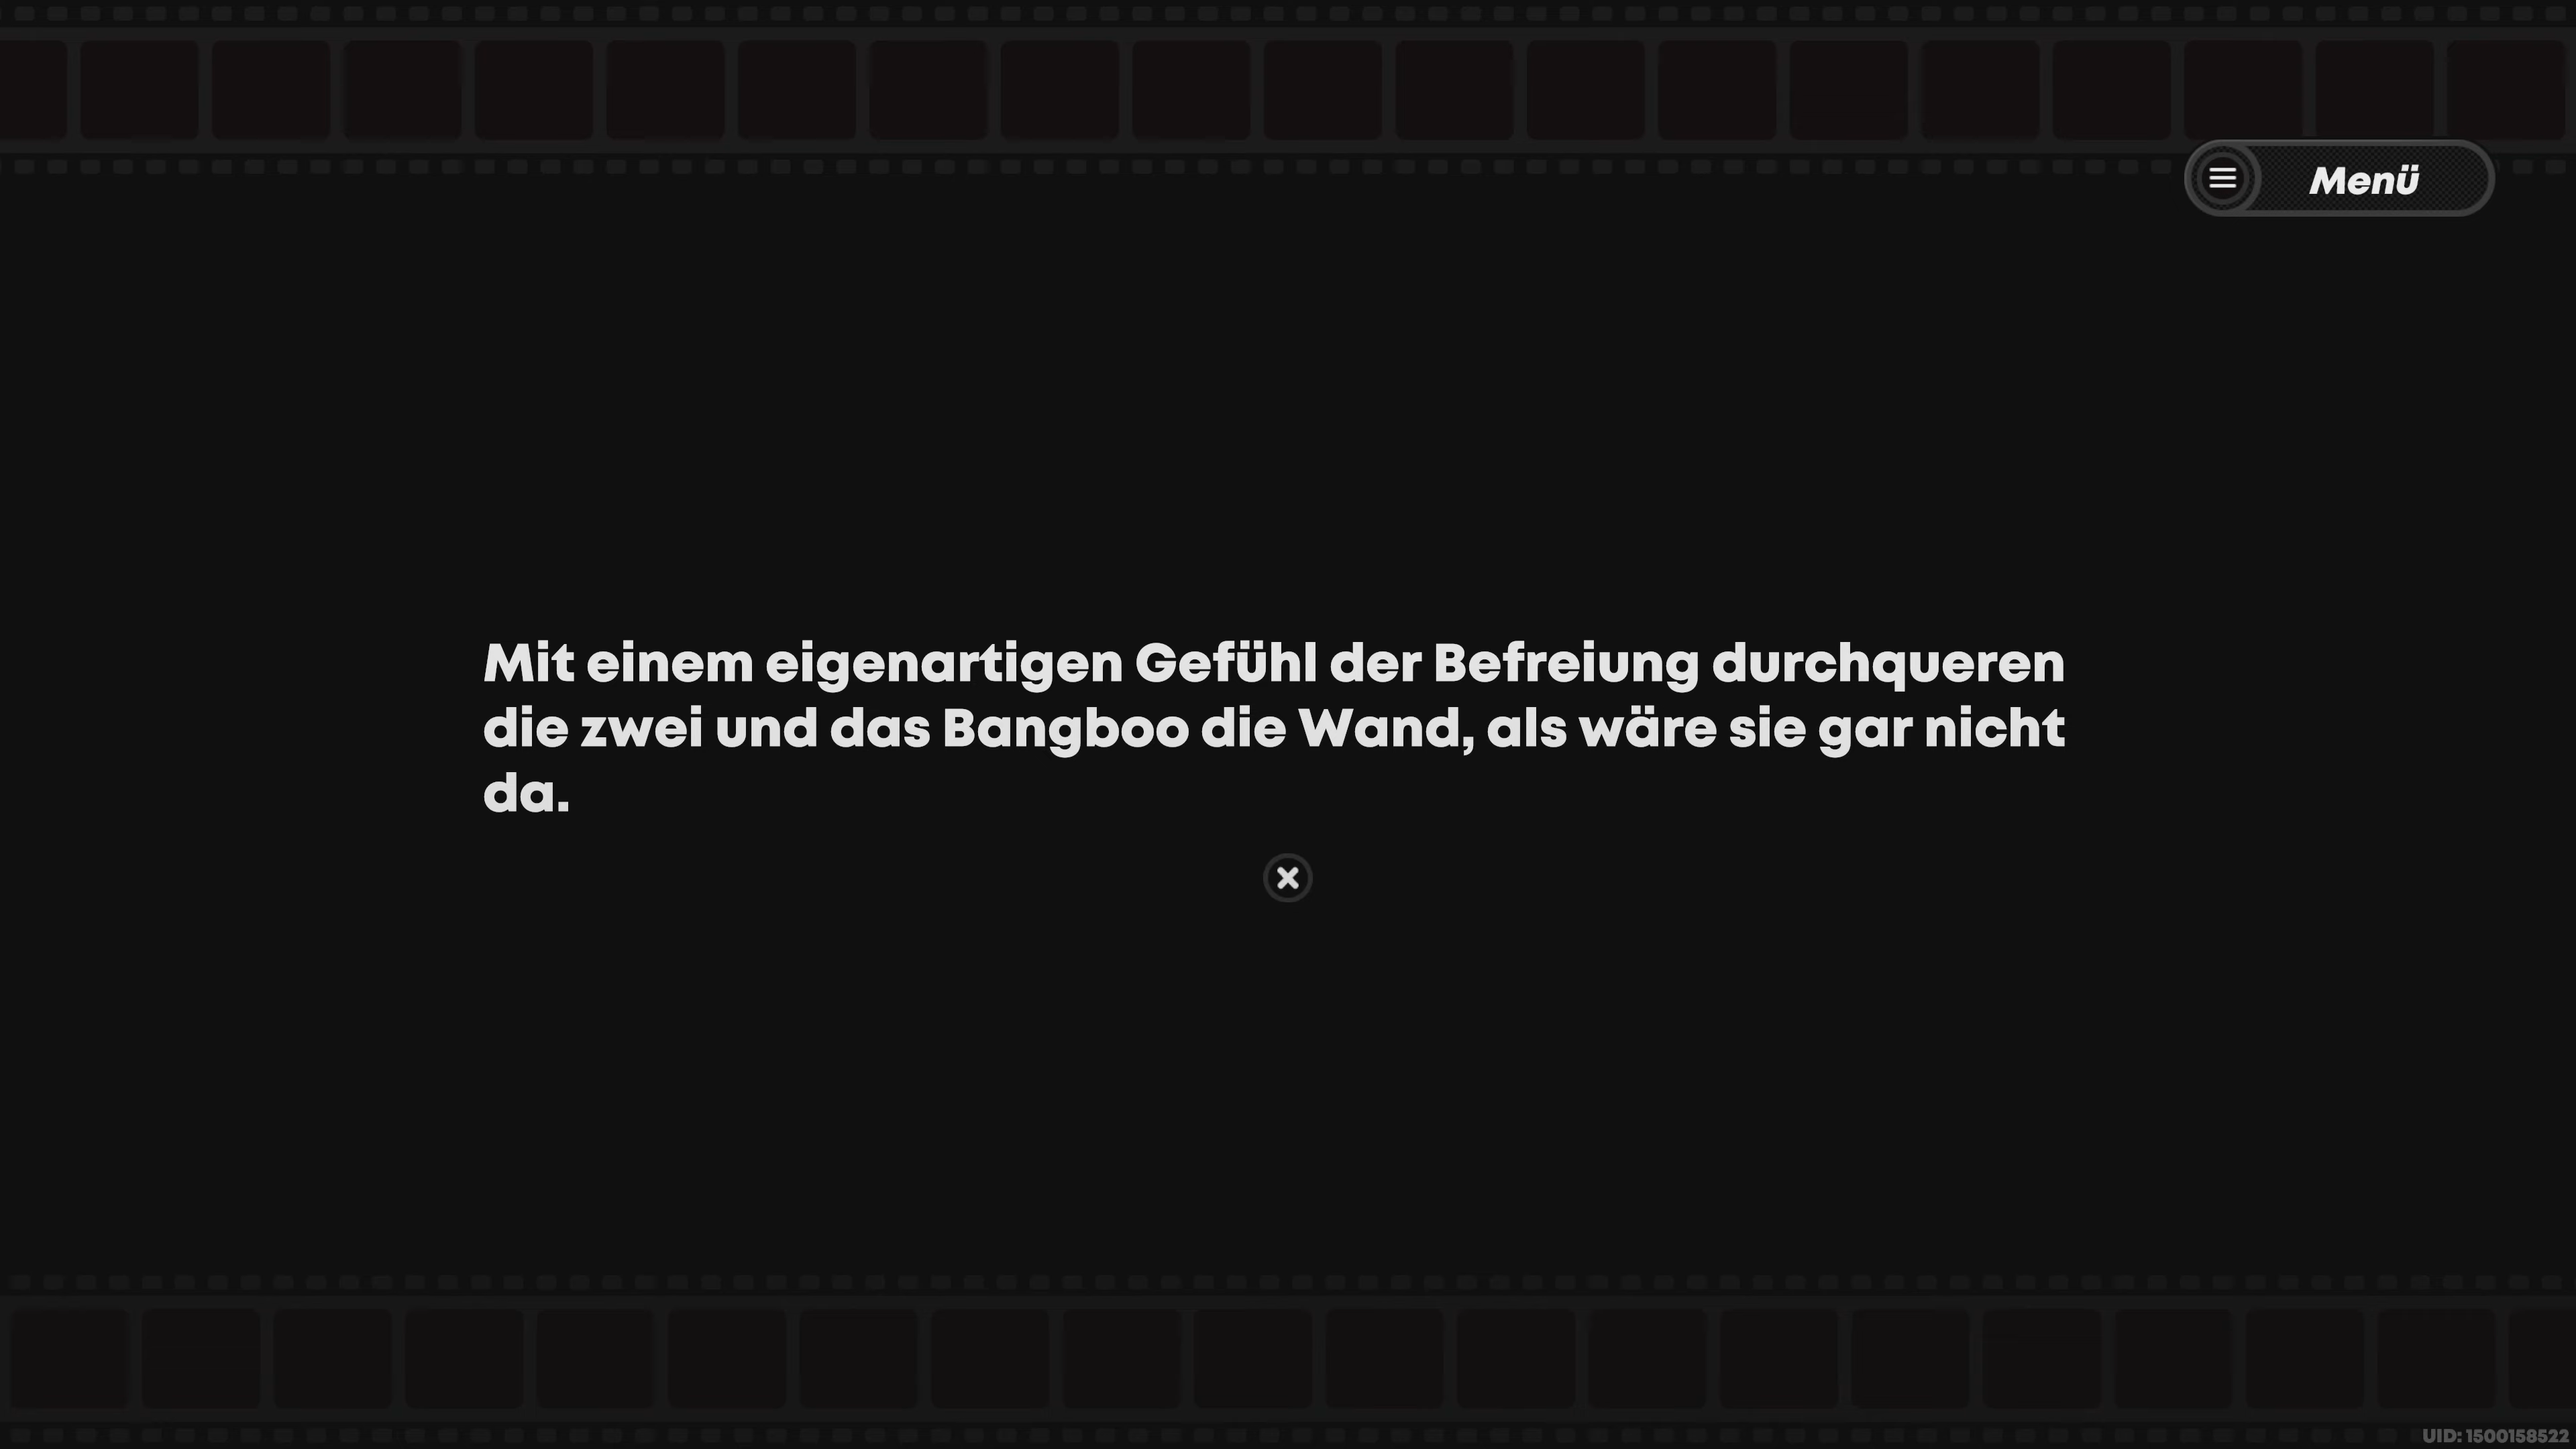 Menü
Mit einem eigenartigen Gefühl der Befreiung durchqueren
die zwei und das Bangboo die Wand, als wäre sie gar nicht
da.
UID: 1500158522